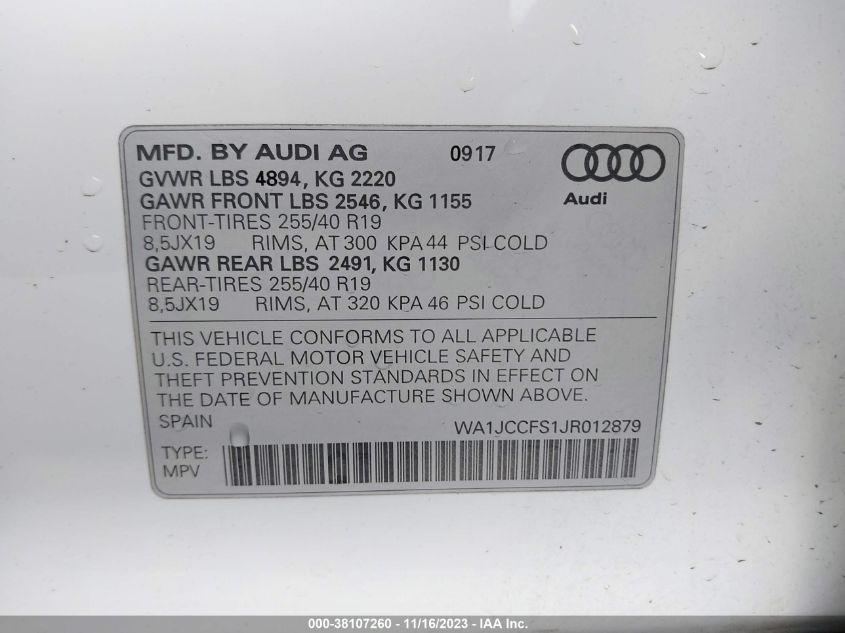 MFD. BY AUDI AG 0917
GVWR LBS 4894, KG 2220
GAWR FRONT LBS 2546, KG 1155
FRONT-TIRES 255/40 R19
8,5JX19 RIMS, AT 300 KPA 44 PSI COLD
GAWR REAR LBS 2491, KG 1130
REAR-TIRES 255/40 R19
8,5JX19 RIMS, AT 320 KPA 46 PSI COLD
Audi
THIS VEHICLE CONFORMS TO ALL APPLICABLE
U.S. FEDERAL MOTOR VEHICLE SAFETY AND
THEFT PREVENTION STANDARDS IN EFFECT ON
THE DATE OF MANUFACTURE SHOWN ABOVE.
SPAIN WA1JCCFS1JR012879
TYPE:
MPV
000-38107260 - 11/16/2023 - IAA Inc.